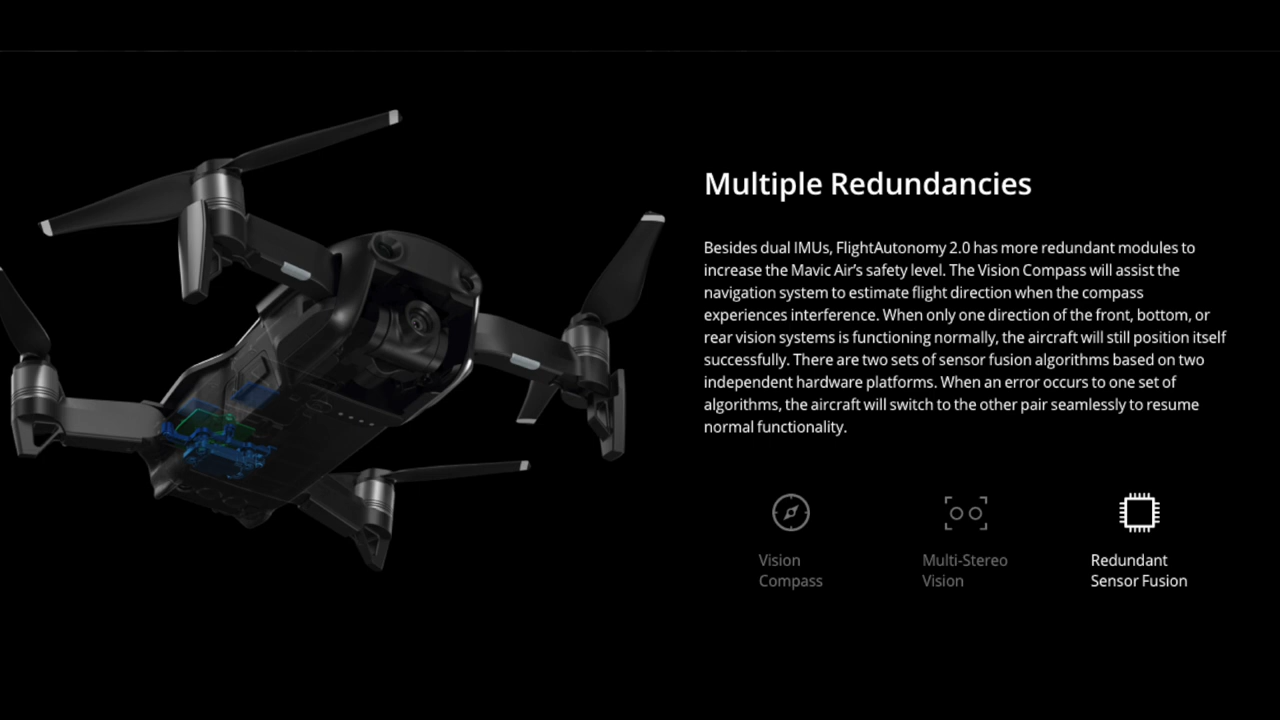 Multiple Redundancies
Besides dual IMUs, FlightAutonomy 2.0 has more redundant modules to
increase the Mavic Air's safety level. The Vision Compass will assist the
navigation system to estimate flight direction when the compass
experiences interference. When only one direction of the front, bottom, or
rear vision systems is functioning normally, the aircraft will still position itself
successfully. There are two sets of sensor fusion algorithms based on two
independent hardware platforms. When an error occurs to one set of
algorithms, the aircraft will switch to the other pair seamlessly to resume
normal functionality.
Vision
Compass
Multi-Stereo
Vision
Redundant
Sensor Fusion